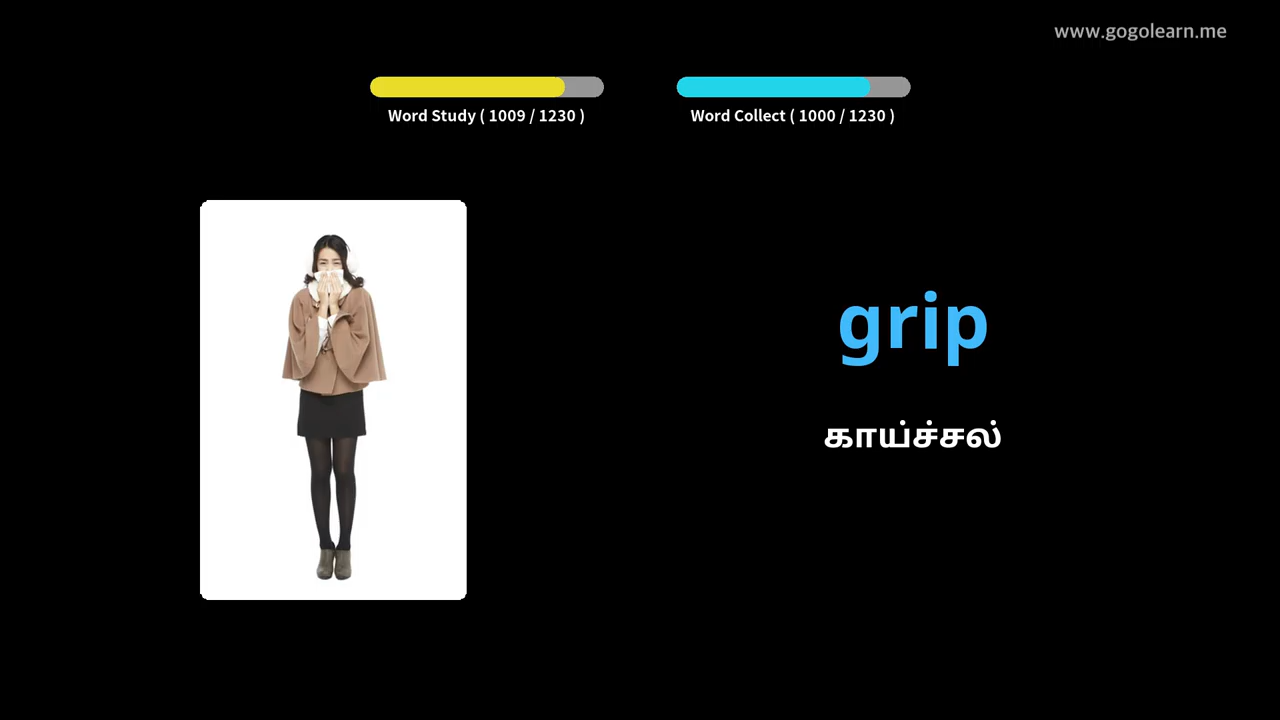 www.gogolearn.me
Word Study ( 1009 / 1230 )
Word Collect ( 1000 / 1230 )
grip
காய்ச்சல்